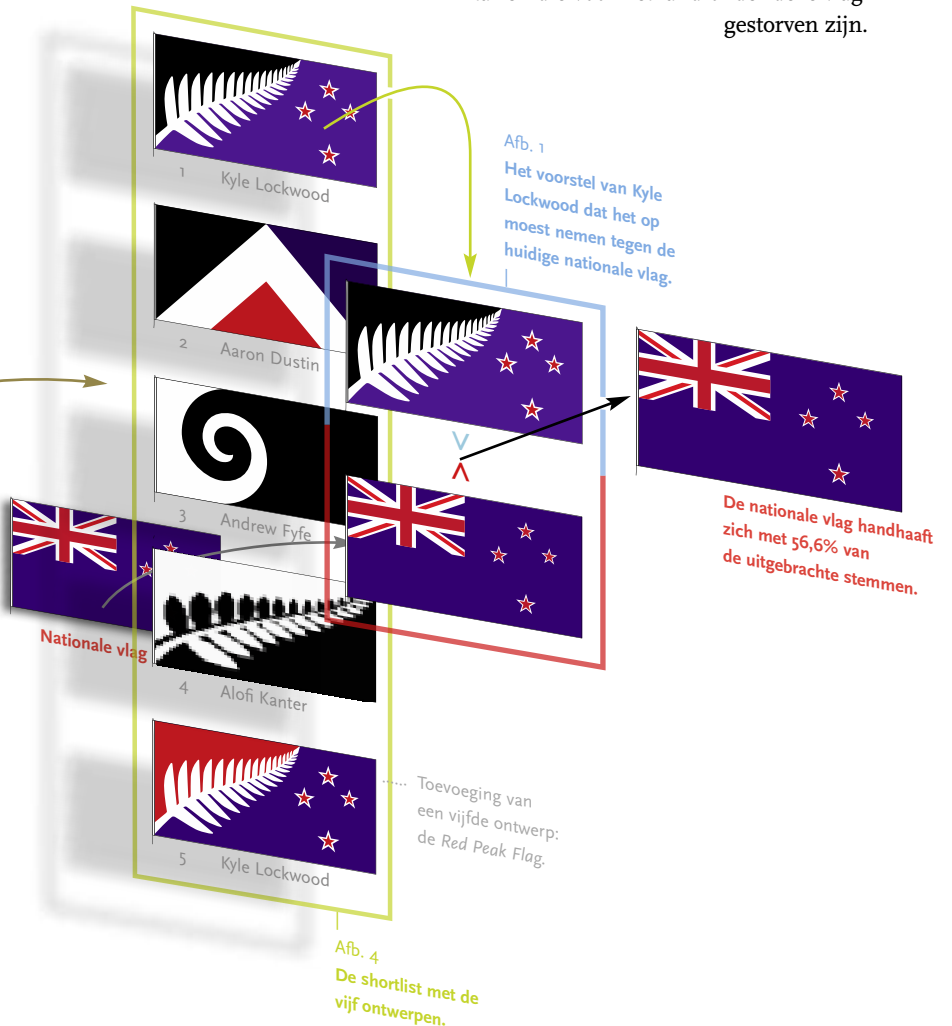 gestorven zijn.
1 Kyle Lockwood
Afb. 1
Het voorstel van Kyle
Lockwood dat het op
moest nemen tegen de
huidige nationale vlag.
2 Aaron Dustin
3 Andrew Fyfe
De nationale vlag handhaaft
zich met 56,6% van
de uitgebrachte stemmen.
Nationale vlag
4 Alofi Kanter
Toevoeging van
een vijfde ontwerp:
de Red Peak Flag.
5 Kyle Lockwood
Afb. 4
De shortlist met de
vijf ontwerpen.